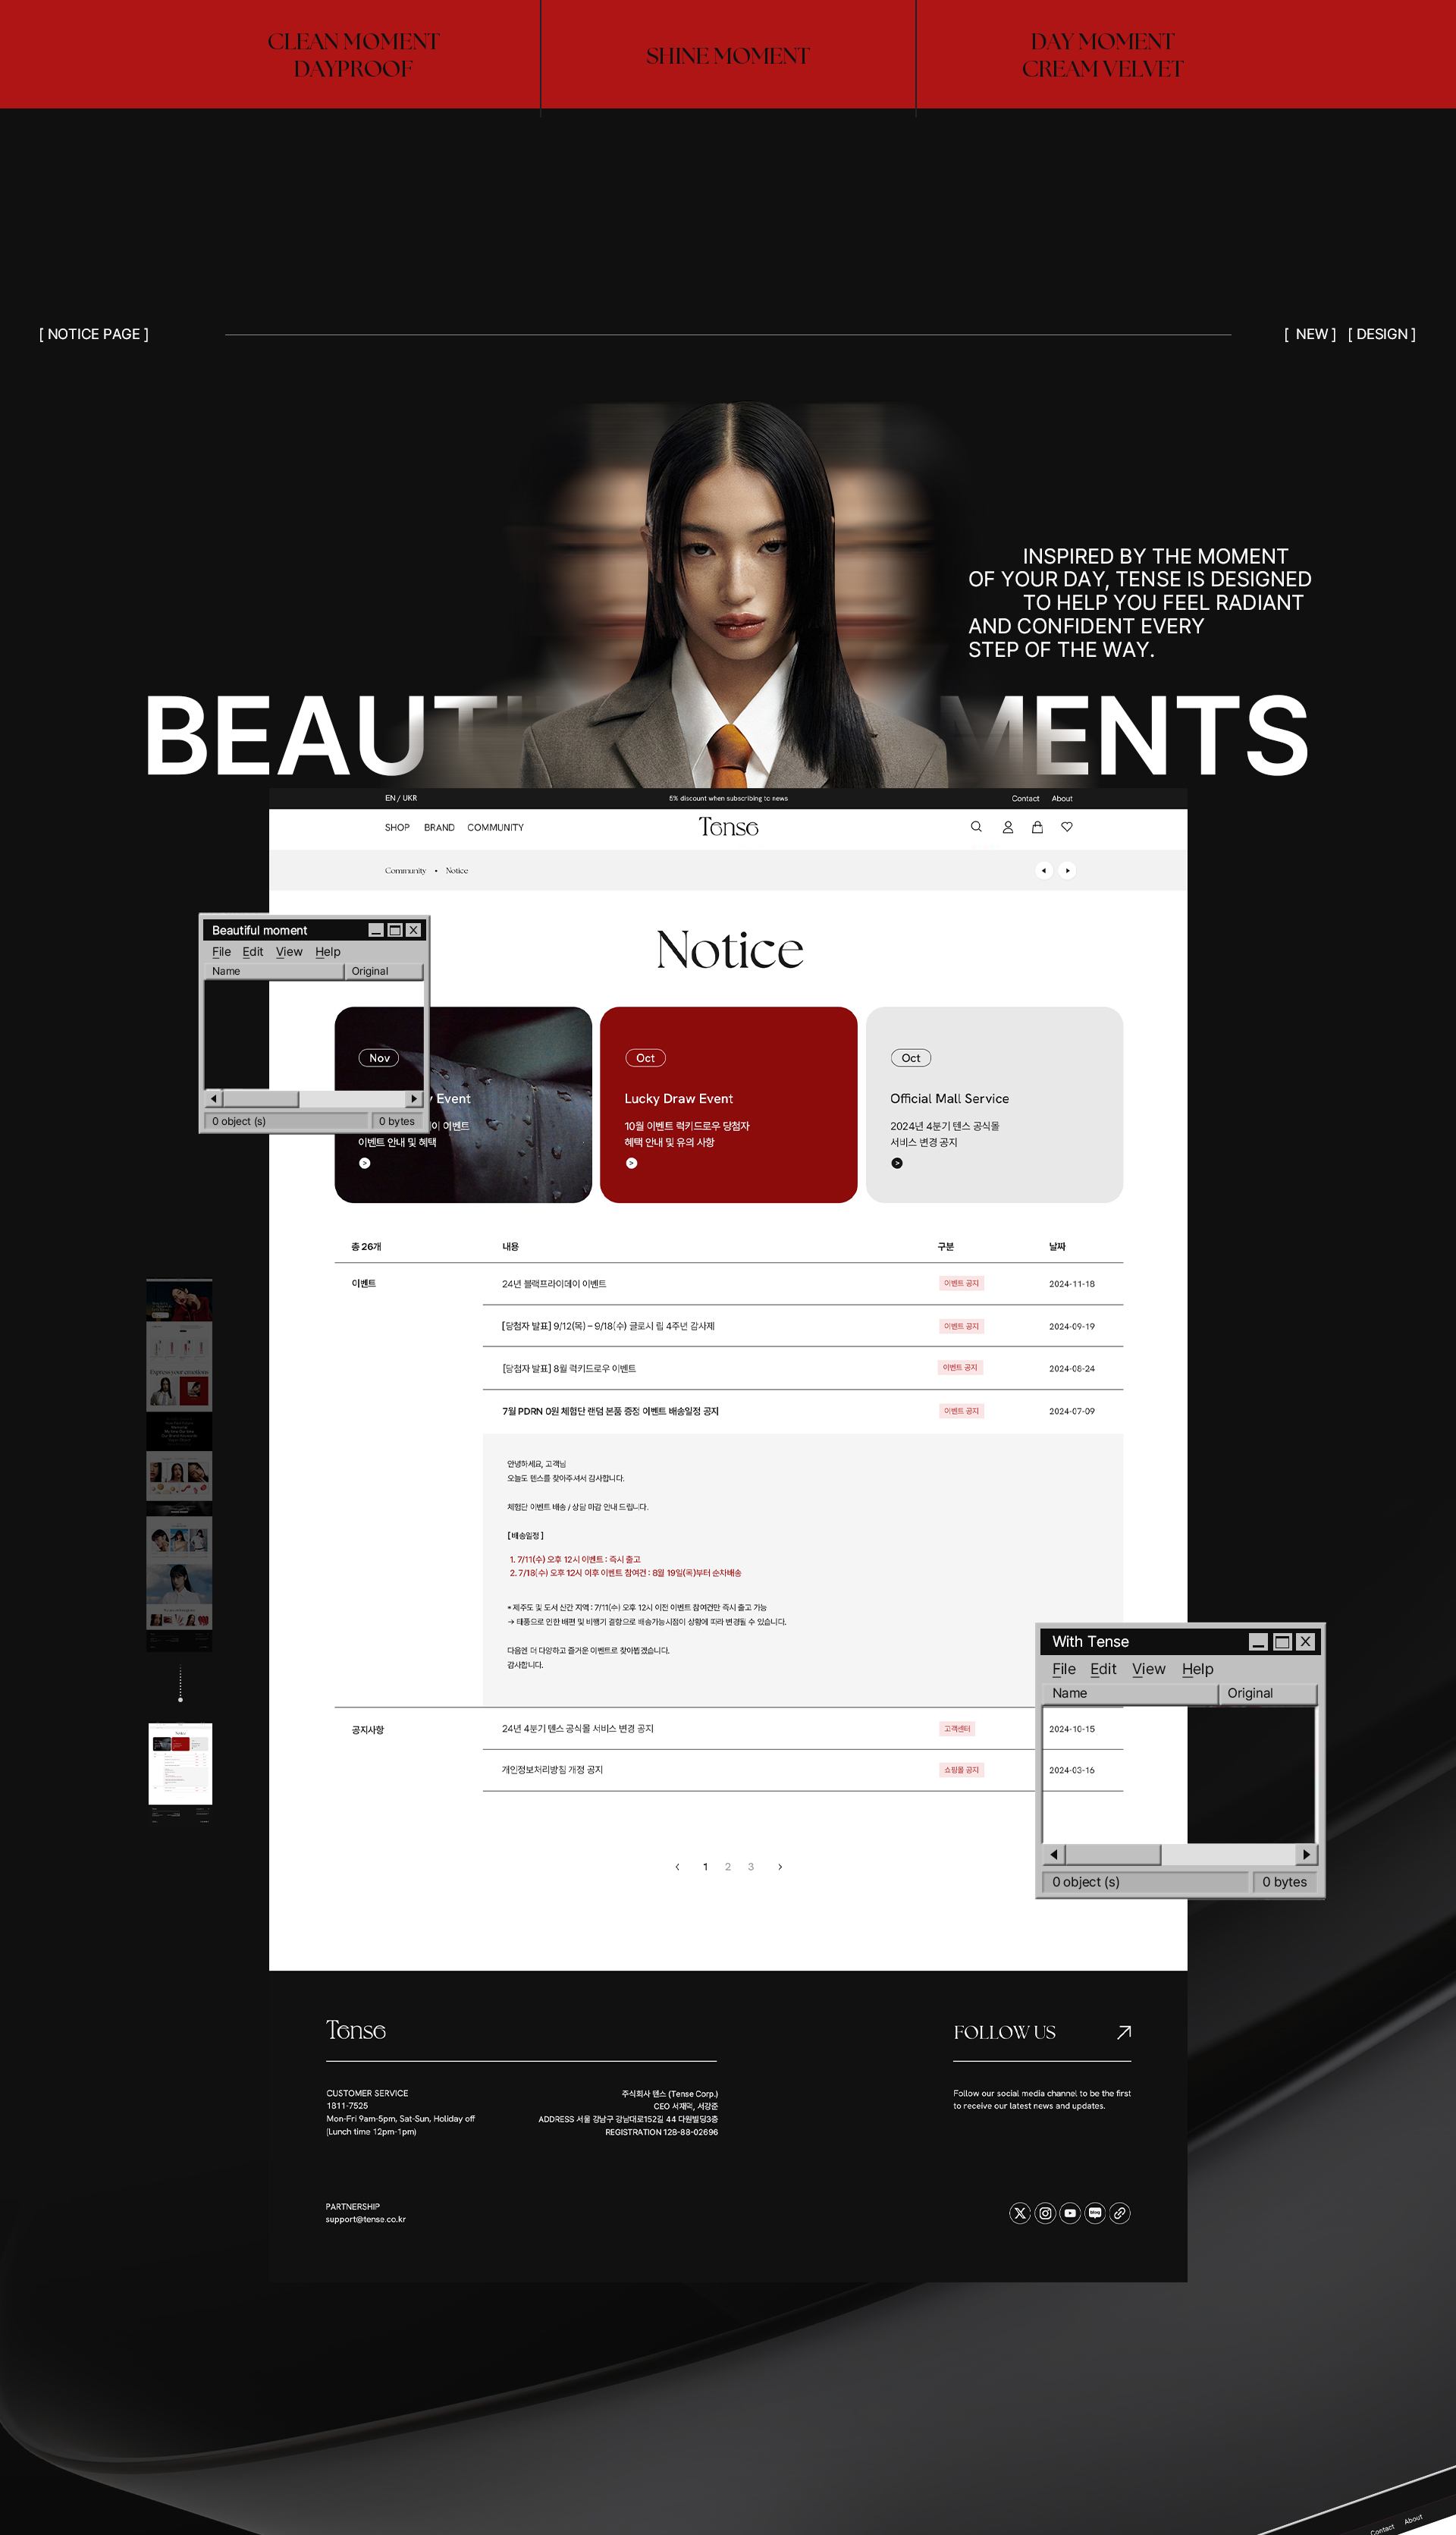 CLEAN MOMENT
DAYPROOF
SHINE MOMENT
DAY MOMENT
CREAM VELVET
[ NOTICE PAGE ]
[ NEW ] [ DESIGN ]
INSPIRED BY THE MOMENT
OF YOUR DAY, TENSE IS DESIGNED
TO HELP YOU FEEL RADIANT
AND CONFIDENT EVERY
STEP OF THE WAY.
BEAUT MENTS
EN / UKR
5% discount when subscribing to news
Contact About
SHOP BRAND COMMUNITY
Tense
Community • Notice
Beautiful moment
File Edit View Help
Name Original
0 object (s) 0 bytes
Notice
Nov
y Event
이 이벤트
이벤트 안내 및 혜택
Oct
Lucky Draw Event
10월 이벤트 럭키드로우 당첨자
혜택 안내 및 유의 사항
Oct
Official Mall Service
2024년 4분기 텐스 공식몰
서비스 변경 공지
총 26개 내용 구분 날짜
이벤트 24년 블랙프라이데이 이벤트 이벤트 공지 2024-11-18
[당첨자 발표] 9/12(목) – 9/18(수) 글로시 립 4주년 감사제 이벤트 공지 2024-09-19
[당첨자 발표] 8월 럭키드로우 이벤트 이벤트 공지 2024-08-24
7월 PDRN 0원 체험단 랜덤 본품 증정 이벤트 배송일정 공지 이벤트 공지 2024-07-09
안녕하세요, 고객님
오늘도 텐스를 찾아주셔서 감사합니다.
체험단 이벤트 배송 / 상담 마감 안내 드립니다.
[ 배송일정 ]
1. 7/11(수) 오후 12시 이벤트 : 즉시 출고
2. 7/18(수) 오후 12시 이후 이벤트 참여건 : 8월 19일(목)부터 순차배송
* 제주도 및 도서 산간 지역 : 7/11(수) 오후 12시 이전 이벤트 참여건만 즉시 출고 가능
→ 태풍으로 인한 배편 및 비행기 결항으로 배송가능시점이 상황에 따라 변경될 수 있습니다.
다음엔 더 다양하고 즐거운 이벤트로 찾아뵙겠습니다.
감사합니다.
공지사항 24년 4분기 텐스 공식몰 서비스 변경 공지 고객센터 2024-10-15
개인정보처리방침 개정 공지 쇼핑몰 공지 2024-03-16
With Tense
File Edit View Help
Name Original
0 object (s) 0 bytes
‹ 1 2 3 ›
Tense
FOLLOW US
CUSTOMER SERVICE
1811-7525
Mon-Fri 9am-5pm, Sat-Sun, Holiday off
(Lunch time 12pm-1pm)
주식회사 텐스 (Tense Corp.)
CEO 서재덕, 서강준
ADDRESS 서울 강남구 강남대로152길 44 다원빌딩3층
REGISTRATION 128-88-02696
Follow our social media channel to be the first
to receive our latest news and updates.
PARTNERSHIP
support@tense.co.kr
blog
Contact About